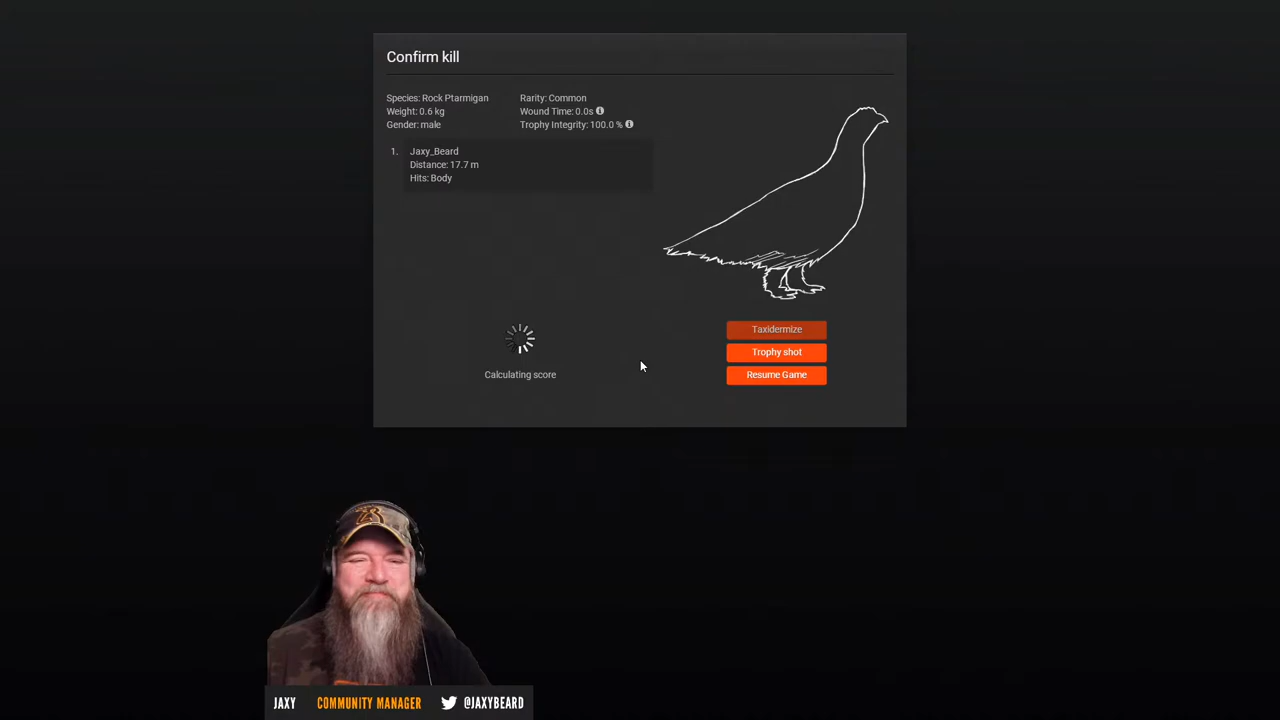 Confirm kill
Species: Rock Ptarmigan
Weight: 0.6 kg
Gender: male
Rarity: Common
Wound Time: 0.0s
Trophy Integrity: 100.0 %
1. Jaxy_Beard
Distance: 17.7 m
Hits: Body
Calculating score
Taxidermize
Trophy shot
Resume Game
JAXY COMMUNITY MANAGER @JAXYBEARD